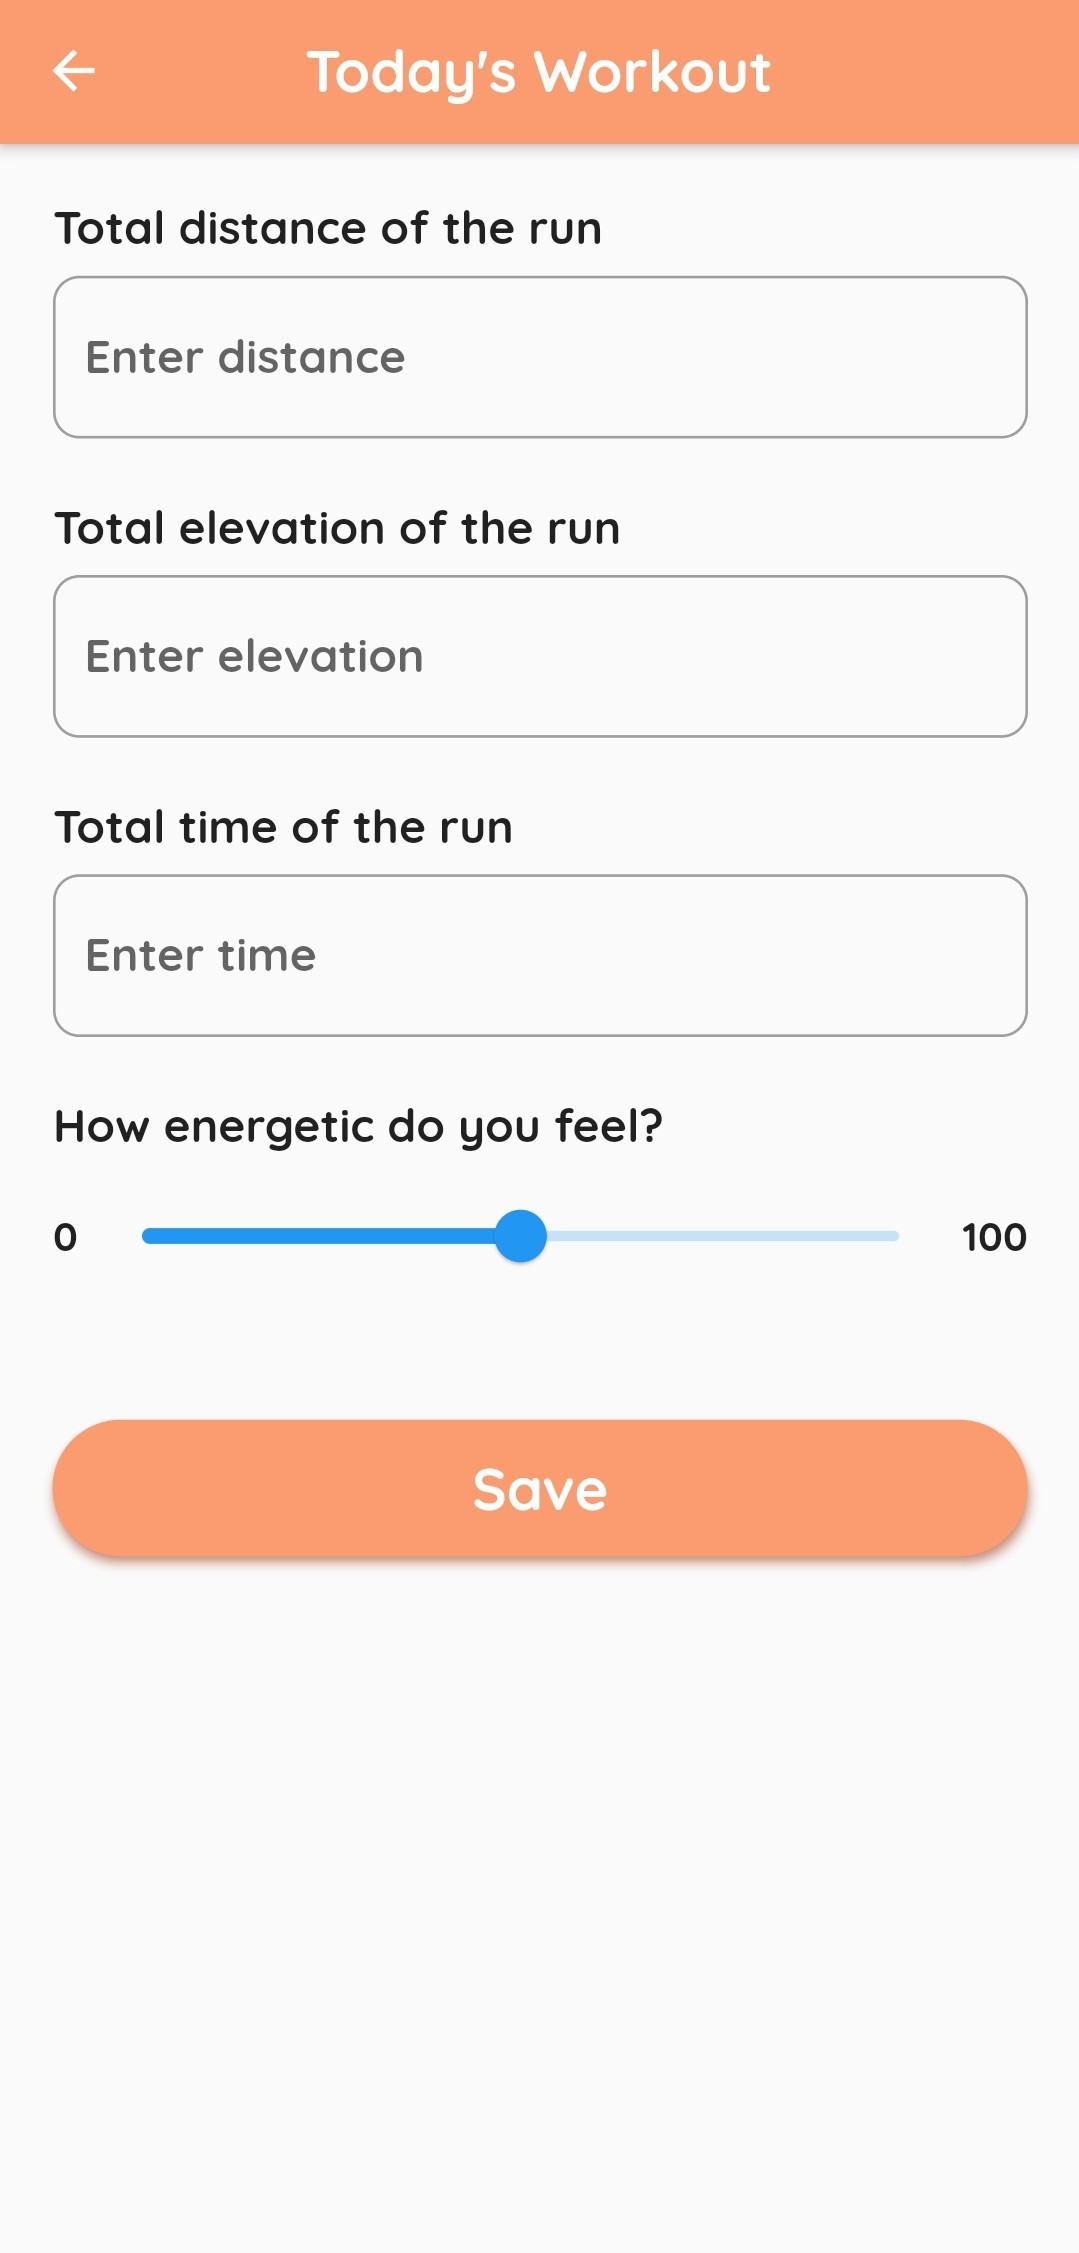 Today's Workout
Total distance of the run
Enter distance
Total elevation of the run
Enter elevation
Total time of the run
Enter time
How energetic do you feel?
0 100
Save